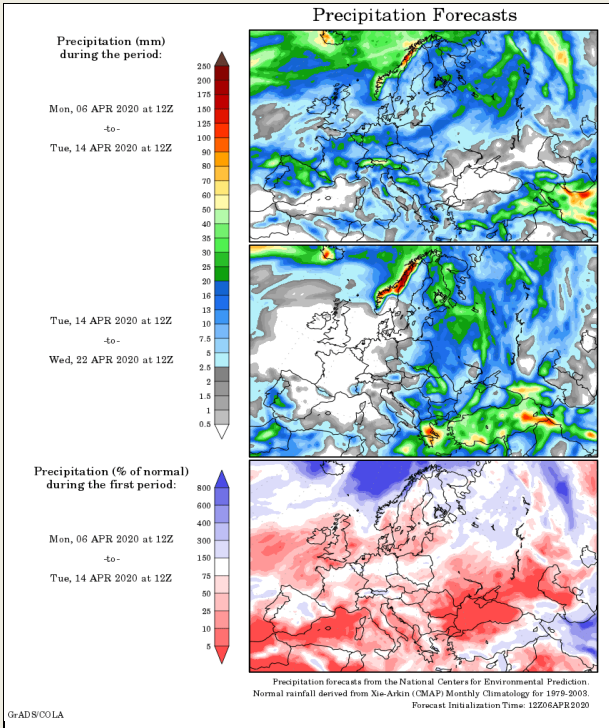 Precipitation Forecasts
Precipitation (mm)
during the period:
Mon, 06 APR 2020 at 12Z
-to-
Tue, 14 APR 2020 at 12Z
250
200
175
150
125
100
90
80
70
60
50
40
35
30
25
20
16
13
10
7.5
5
2.5
2
1.5
1
0.5
Tue, 14 APR 2020 at 12Z
-to-
Wed, 22 APR 2020 at 12Z
Precipitation (% of normal)
during the first period:
Mon, 06 APR 2020 at 12Z
-to-
Tue, 14 APR 2020 at 12Z
800
600
400
300
150
75
50
25
10
5
Precipitation forecasts from the National Centers for Environmental Prediction.
Normal rainfall derived from Xie-Arkin (CMAP) Monthly Climatology for 1979-2003.
Forecast Initialization Time: 12Z06APR2020
GrADS/COLA